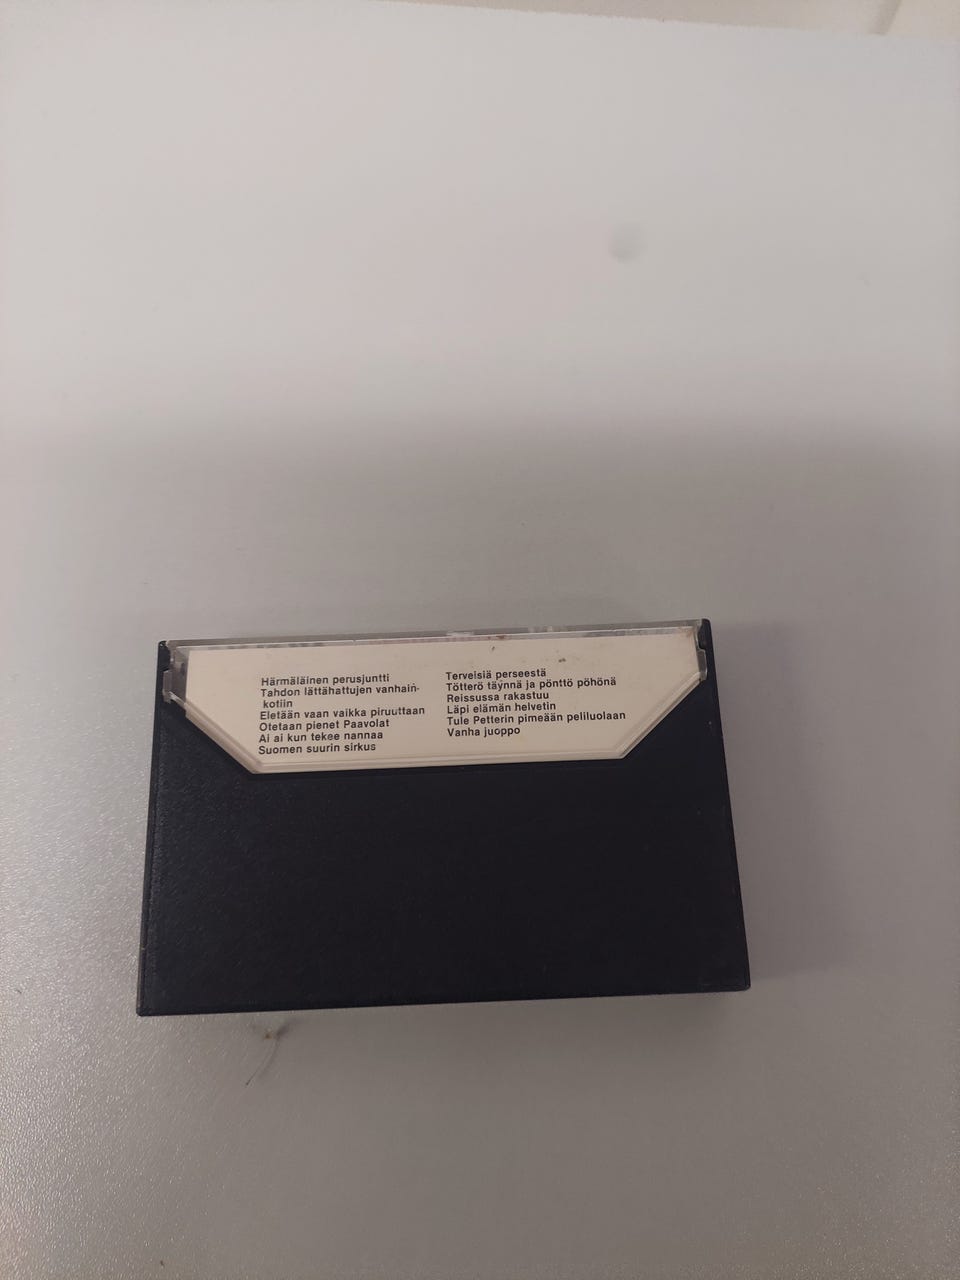 Härmäläinen perusjuntti
Tahdon lättähattujen vanhain-
kotiin
Eletään vaan vaikka piruuttaan
Otetaan pienet Paavolat
Ai ai kun tekee nannaa
Suomen suurin sirkus
Terveisiä perseestä
Tötterö täynnä ja pönttö pöhönä
Reissussa rakastuu
Läpi elämän helvetin
Tule Petterin pimeään peliluolaan
Vanha juoppo